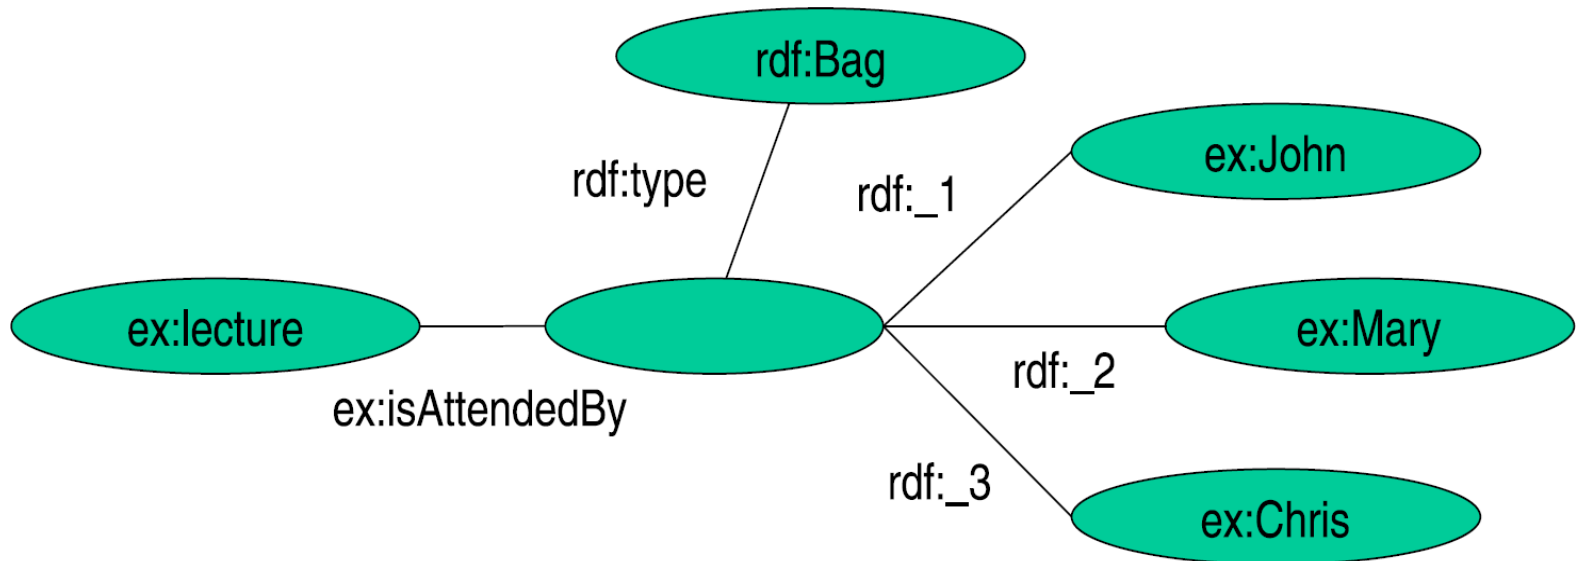 rdf:Bag
ex:John
rdf:type
rdf:_1
ex:lecture
ex:Mary
rdf:_2
ex:isAttendedBy
rdf:_3
ex:Chris